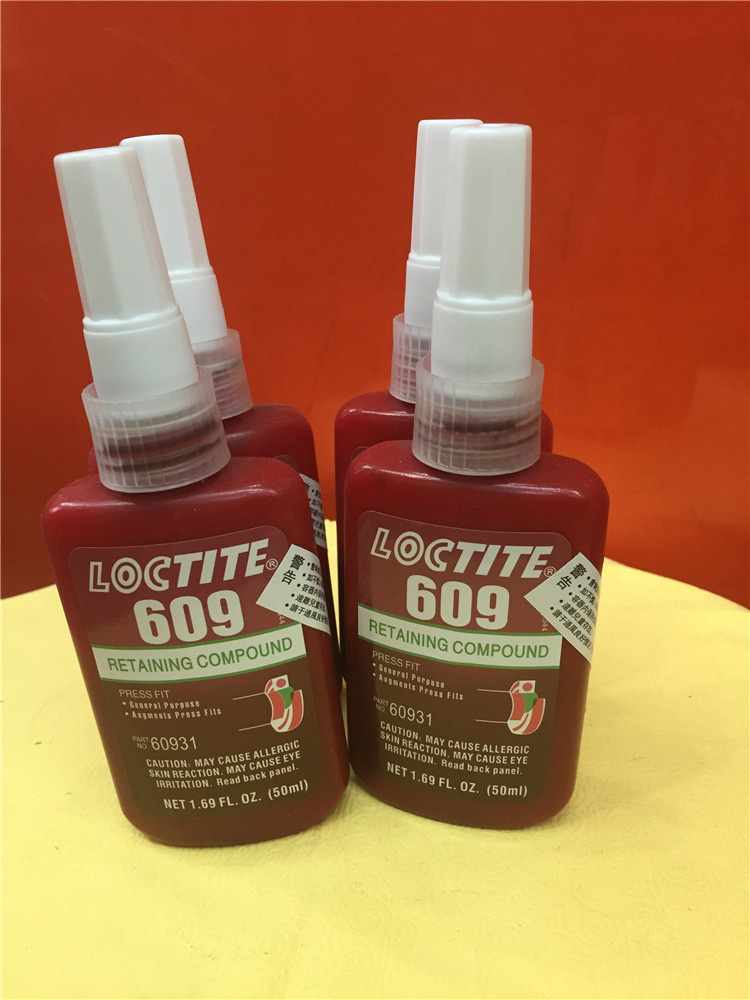 LOCTITE®
609
RETAINING COMPOUND
PRESS FIT
• General Purpose
• Augments Press Fits
PART NO 60931
CAUTION: MAY CAUSE ALLERGIC
SKIN REACTION. MAY CAUSE EYE
IRRITATION. Read back panel.
NET 1.69 FL. OZ. (50ml)
警告
LOCTITE®
609
RETAINING COMPOUND
PRESS FIT
• General Purpose
• Augments Press Fits
PART NO 60931
CAUTION: MAY CAUSE ALLERGIC
SKIN REACTION. MAY CAUSE EYE
IRRITATION. Read back panel.
NET 1.69 FL. OZ. (50ml)
警告